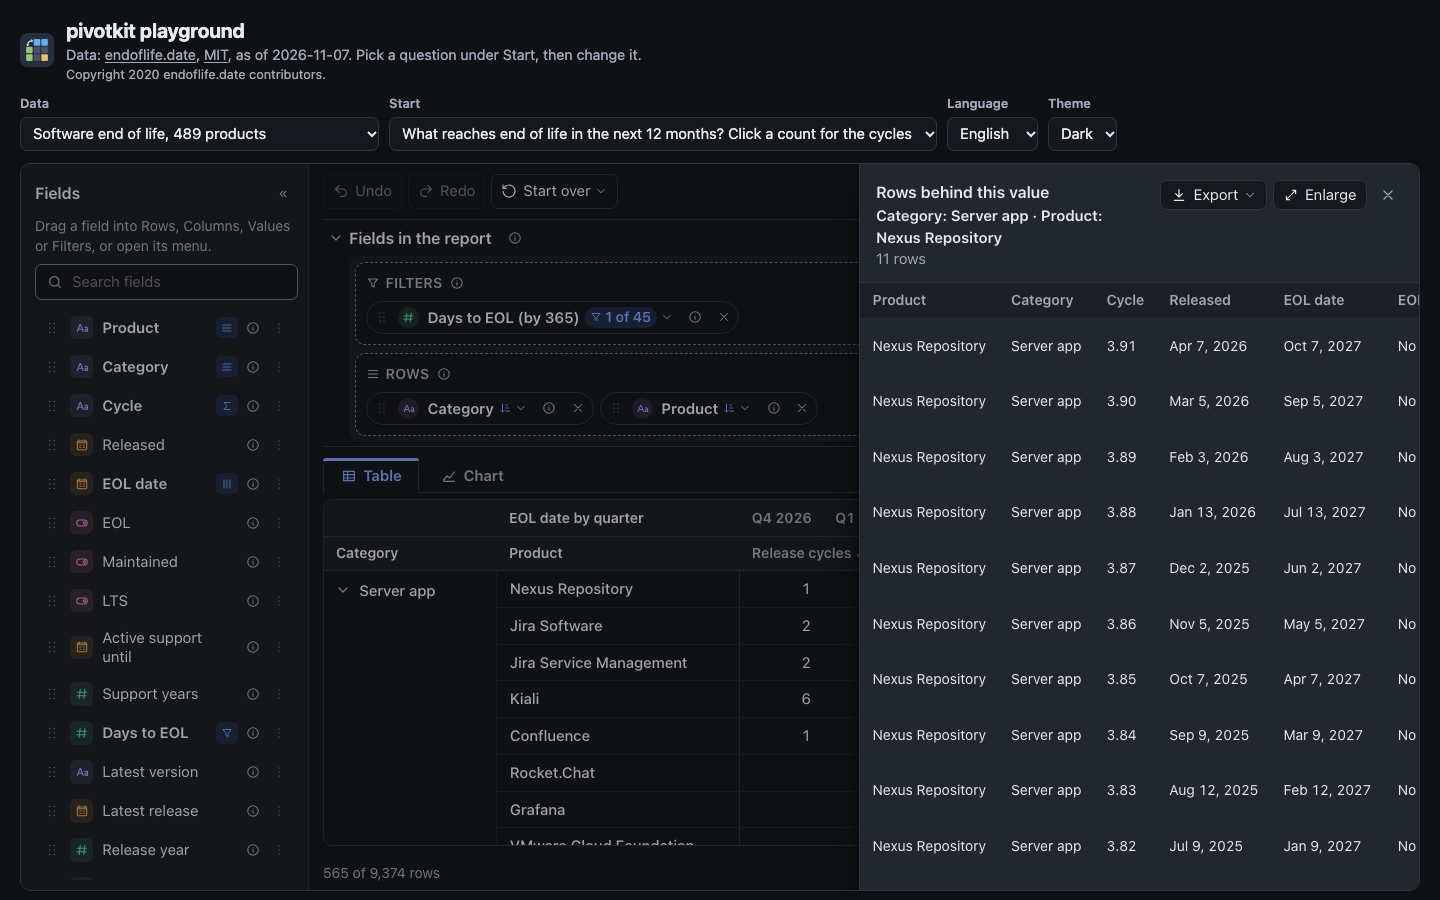 pivotkit playground
Data: endoflife.date, MIT, as of 2026-11-07. Pick a question under Start, then change it.
Copyright 2020 endoflife.date contributors.
Data
Start
Language
Theme
Software end of life, 489 products
What reaches end of life in the next 12 months? Click a count for the cycles
English
Dark
Fields
Drag a field into Rows, Columns, Values
or Filters, or open its menu.
Search fields
Aa Product
Aa Category
Aa Cycle
Released
EOL date
EOL
Maintained
LTS
Active support
until
# Support years
# Days to EOL
Aa Latest version
Latest release
# Release year
Undo
Redo
Start over
Fields in the report
FILTERS
# Days to EOL (by 365) 1 of 45
ROWS
Aa Category
Aa Product
Table
Chart
EOL date by quarter Q4 2026 Q1
Category Product Release cycles
Server app Nexus Repository 1
Jira Software 2
Jira Service Management 2
Kiali 6
Confluence 1
Rocket.Chat
Grafana
VMware Cloud Foundation
565 of 9,374 rows
Rows behind this value
Category: Server app · Product:
Nexus Repository
11 rows
Export
Enlarge
Product Category Cycle Released EOL date EOL
Nexus Repository Server app 3.91 Apr 7, 2026 Oct 7, 2027 No
Nexus Repository Server app 3.90 Mar 5, 2026 Sep 5, 2027 No
Nexus Repository Server app 3.89 Feb 3, 2026 Aug 3, 2027 No
Nexus Repository Server app 3.88 Jan 13, 2026 Jul 13, 2027 No
Nexus Repository Server app 3.87 Dec 2, 2025 Jun 2, 2027 No
Nexus Repository Server app 3.86 Nov 5, 2025 May 5, 2027 No
Nexus Repository Server app 3.85 Oct 7, 2025 Apr 7, 2027 No
Nexus Repository Server app 3.84 Sep 9, 2025 Mar 9, 2027 No
Nexus Repository Server app 3.83 Aug 12, 2025 Feb 12, 2027 No
Nexus Repository Server app 3.82 Jul 9, 2025 Jan 9, 2027 No